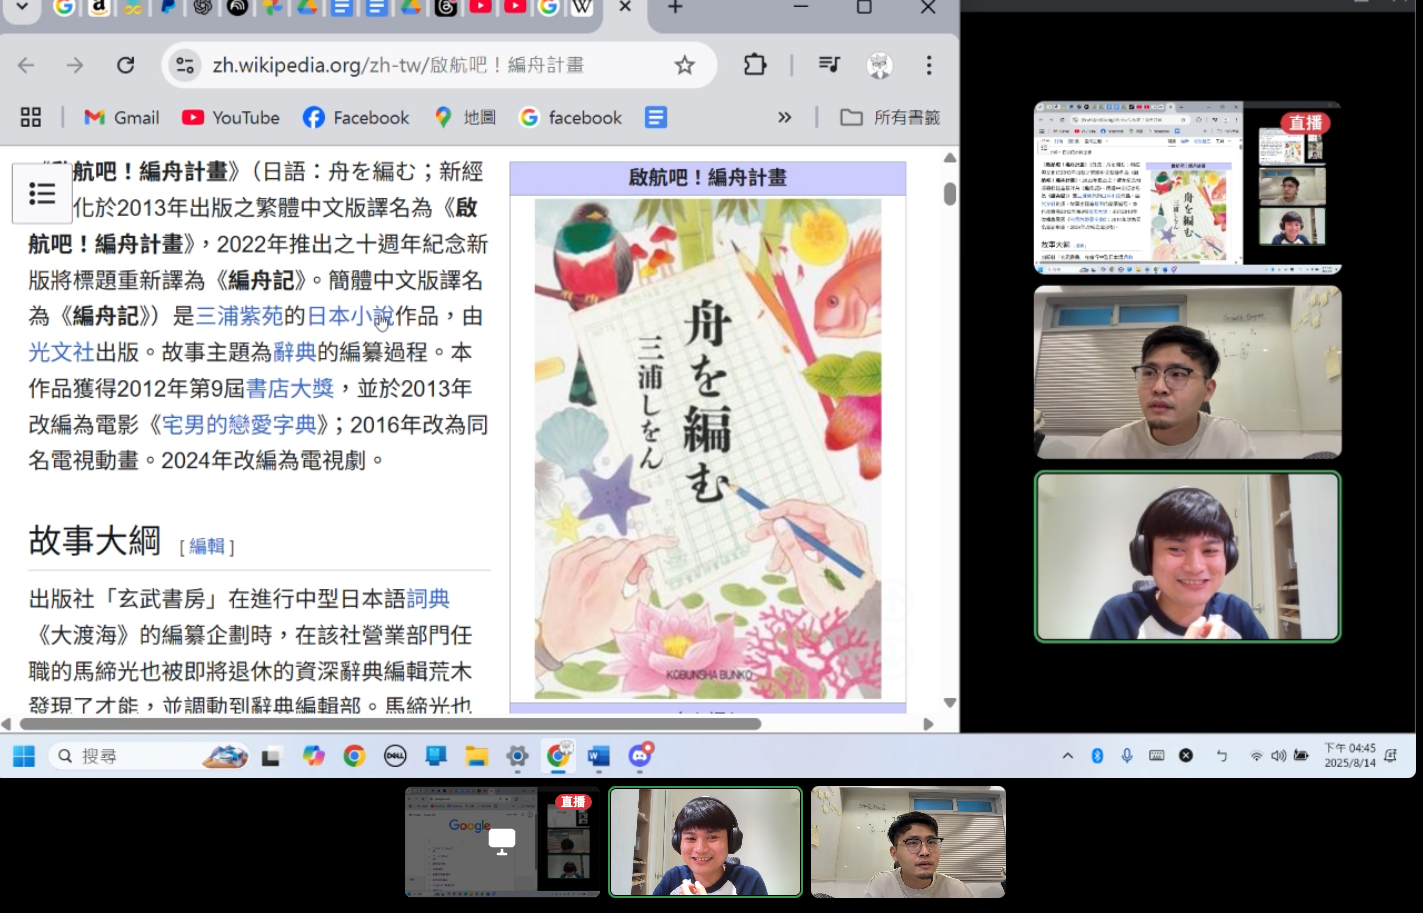 zh.wikipedia.org/zh-tw/啟航吧！編舟計畫
Gmail
YouTube
Facebook
地圖
facebook
所有書籤
航吧！編舟計畫》（日語：舟を編む；新經
化於2013年出版之繁體中文版譯名為《啟
航吧！編舟計畫》，2022年推出之十週年紀念新
版將標題重新譯為《編舟記》。簡體中文版譯名
為《編舟記》）是三浦紫苑的日本小說作品，由
光文社出版。故事主題為辭典的編纂過程。本
作品獲得2012年第9屆書店大獎，並於2013年
改編為電影《宅男的戀愛字典》；2016年改為同
名電視動畫。2024年改編為電視劇。
故事大綱 [編輯]
出版社「玄武書房」在進行中型日本語詞典
《大渡海》的編纂企劃時，在該社營業部門任
職的馬締光也被即將退休的資深辭典編輯荒木
發現了才能，並調動到辭典編輯部。馬締光也
啟航吧！編舟計畫
舟を編む
三浦しをん
KOBUNSHA BUNKO
直播
故事大綱
搜尋
DELL
下午 04:45
2025/8/14
直播
Google